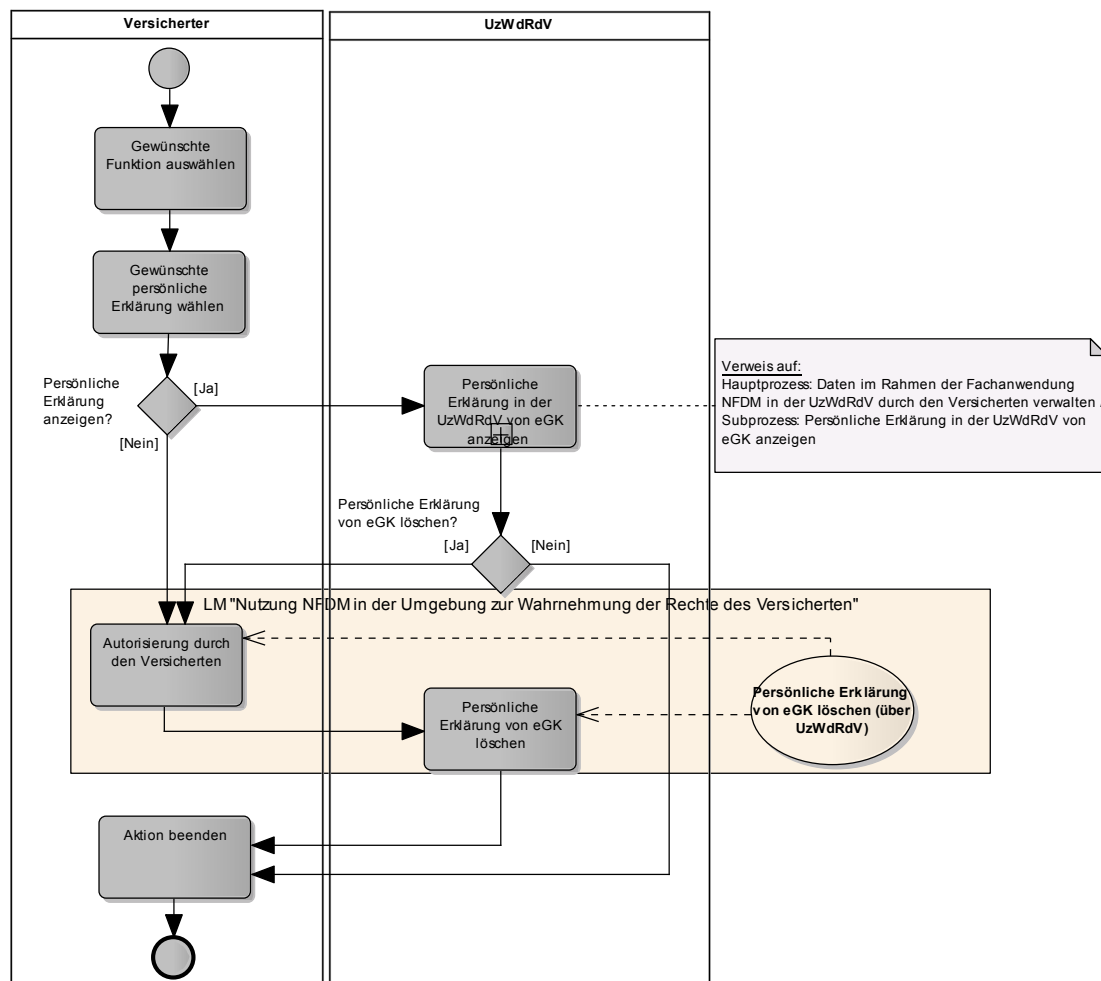 Versicherter
UzWdRdV
Gewünschte
Funktion auswählen
Gewünschte
persönliche
Erklärung wählen
Persönliche
Erklärung
anzeigen?
[Ja]
[Nein]
Persönliche
Erklärung in der
UzWdRdV von eGK
anzeigen
Verweis auf:
Hauptprozess: Daten im Rahmen der Fachanwendung
NFDM in der UzWdRdV durch den Versicherten verwalten /
Subprozess: Persönliche Erklärung in der UzWdRdV von
eGK anzeigen
Persönliche Erklärung
von eGK löschen?
[Ja]
[Nein]
LM "Nutzung NFDM in der Umgebung zur Wahrnehmung der Rechte des Versicherten"
Autorisierung durch
den Versicherten
Persönliche
Erklärung von eGK
löschen
Persönliche Erklärung
von eGK löschen (über
UzWdRdV)
Aktion beenden